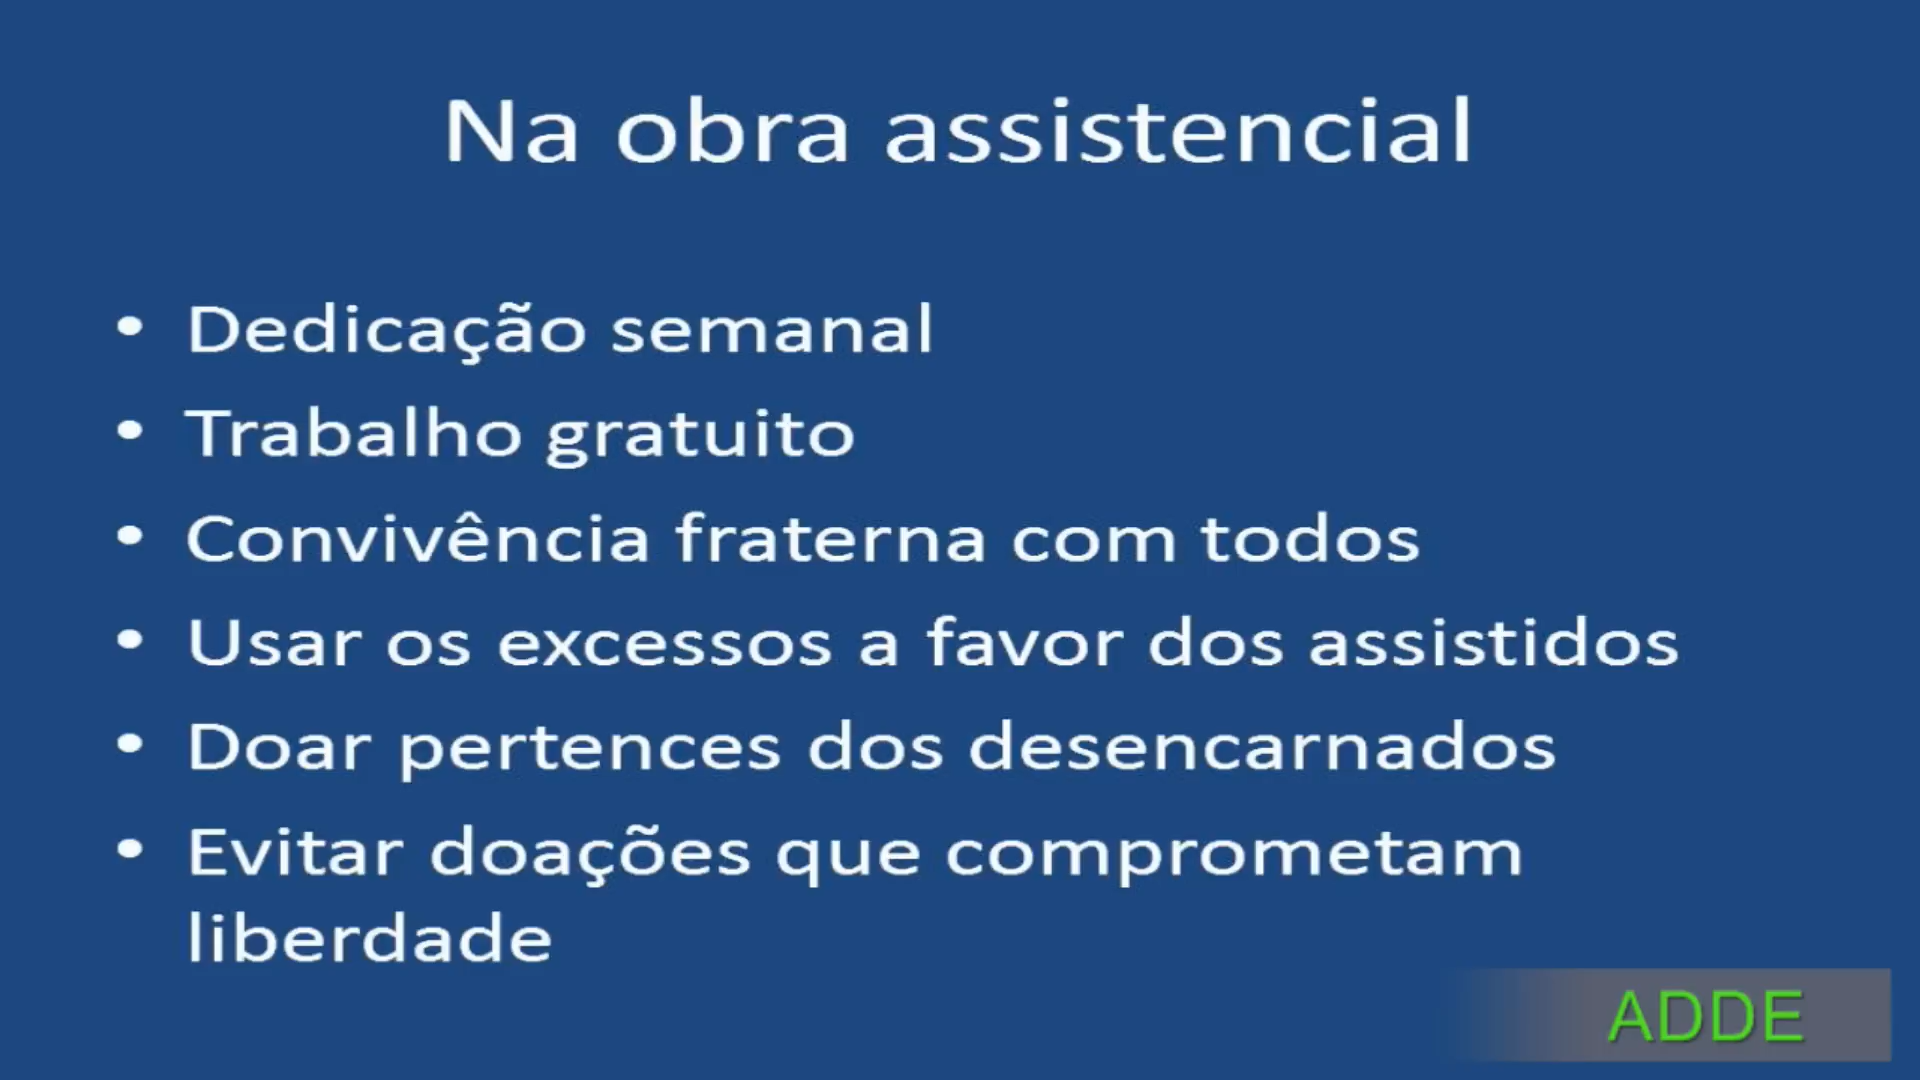 Na obra assistencial
• Dedicação semanal
• Trabalho gratuito
• Convivência fraterna com todos
• Usar os excessos a favor dos assistidos
• Doar pertences dos desencarnados
• Evitar doações que comprometam
liberdade
ADDE